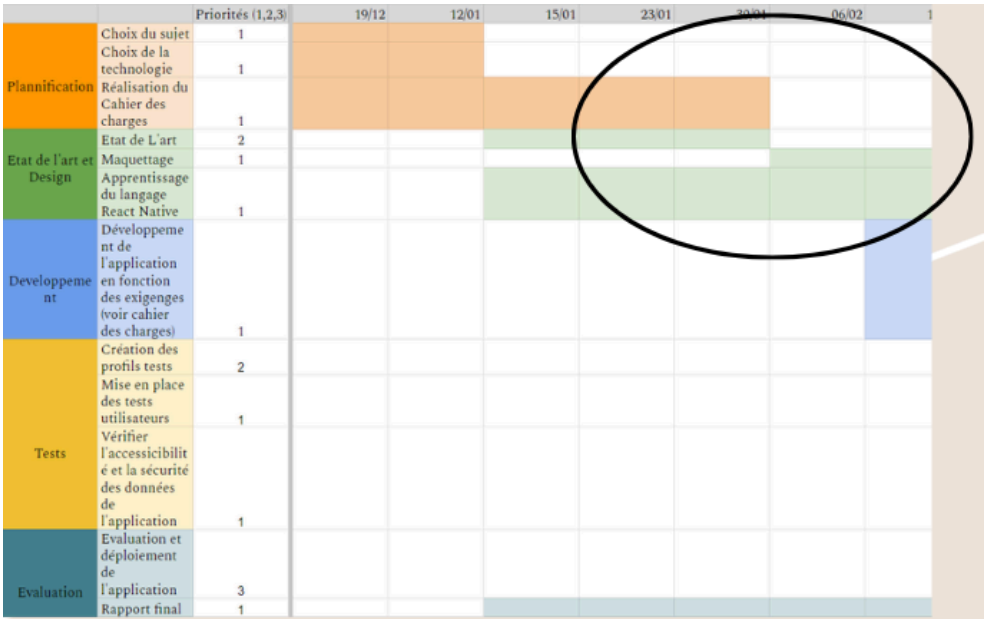 Priorités (1,2,3) 19/12 12/01 15/01 23/01 30/01 06/02 1
Plannification
Choix du sujet 1
Choix de la
technologie 1
Réalisation du
Cahier des
charges 1
Etat de l'art et
Design
Etat de L'art 2
Maquettage 1
Apprentissage
du langage
React Native 1
Developpeme
nt
Développeme
nt de
l'application
en fonction
des exigenges
(voir cahier
des charges) 1
Tests
Création des
profils tests 2
Mise en place
des tests
utilisateurs 1
Vérifier
l'accessicibilit
é et la sécurité
des données
de
l'application 1
Evaluation
Evaluation et
déploiement
de
l'application 3
Rapport final 1